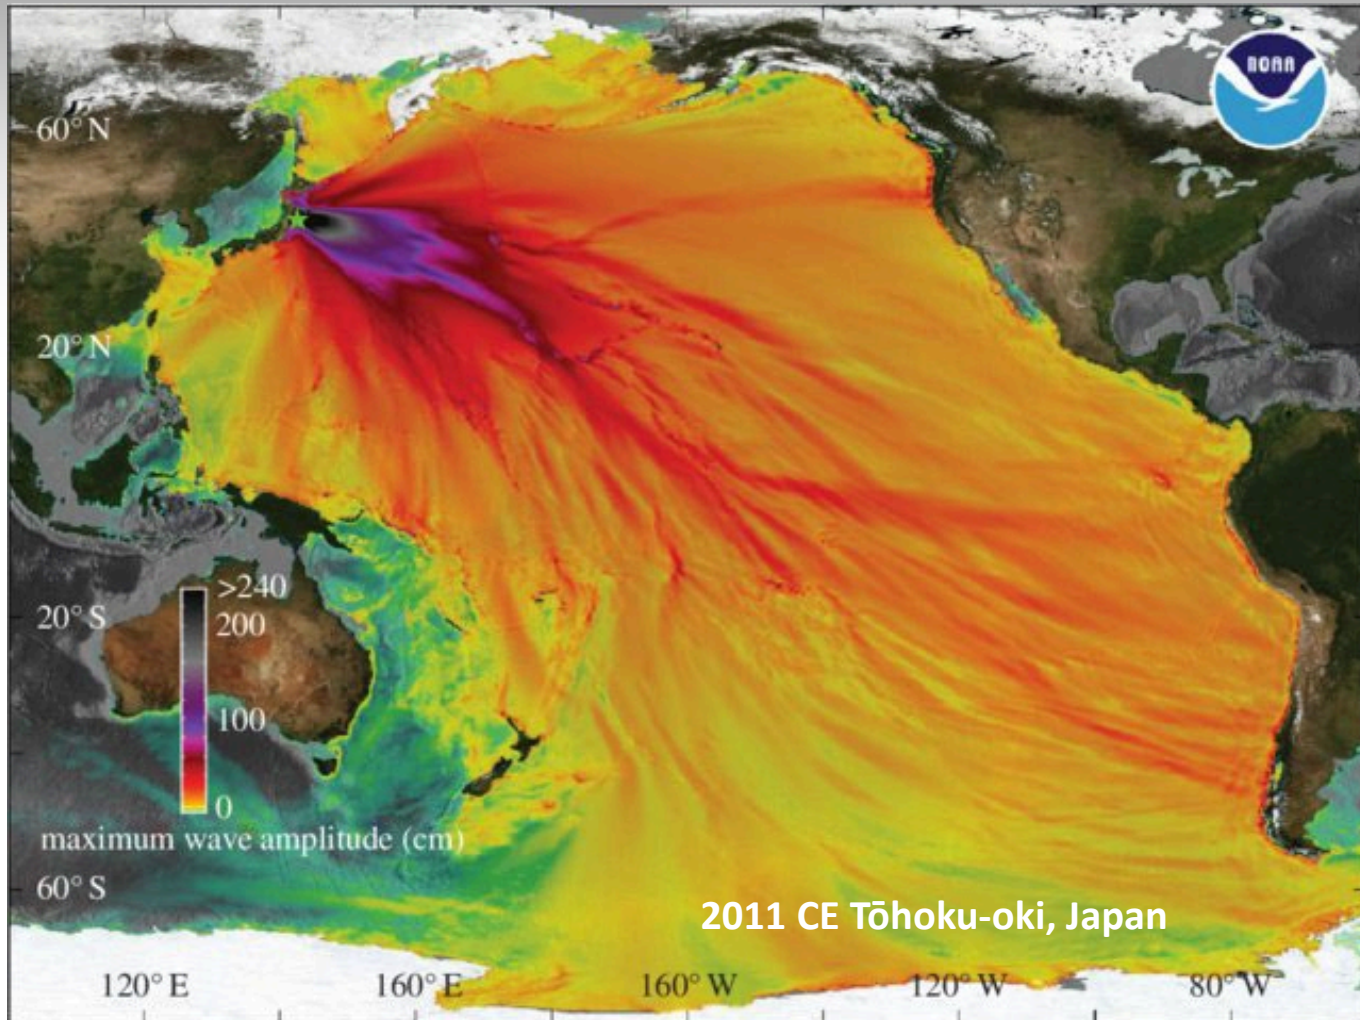 NOAA
60° N
20° N
20° S
60° S
>240
200
100
0
maximum wave amplitude (cm)
2011 CE Tōhoku-oki, Japan
120° E
160° E
160° W
120° W
80° W